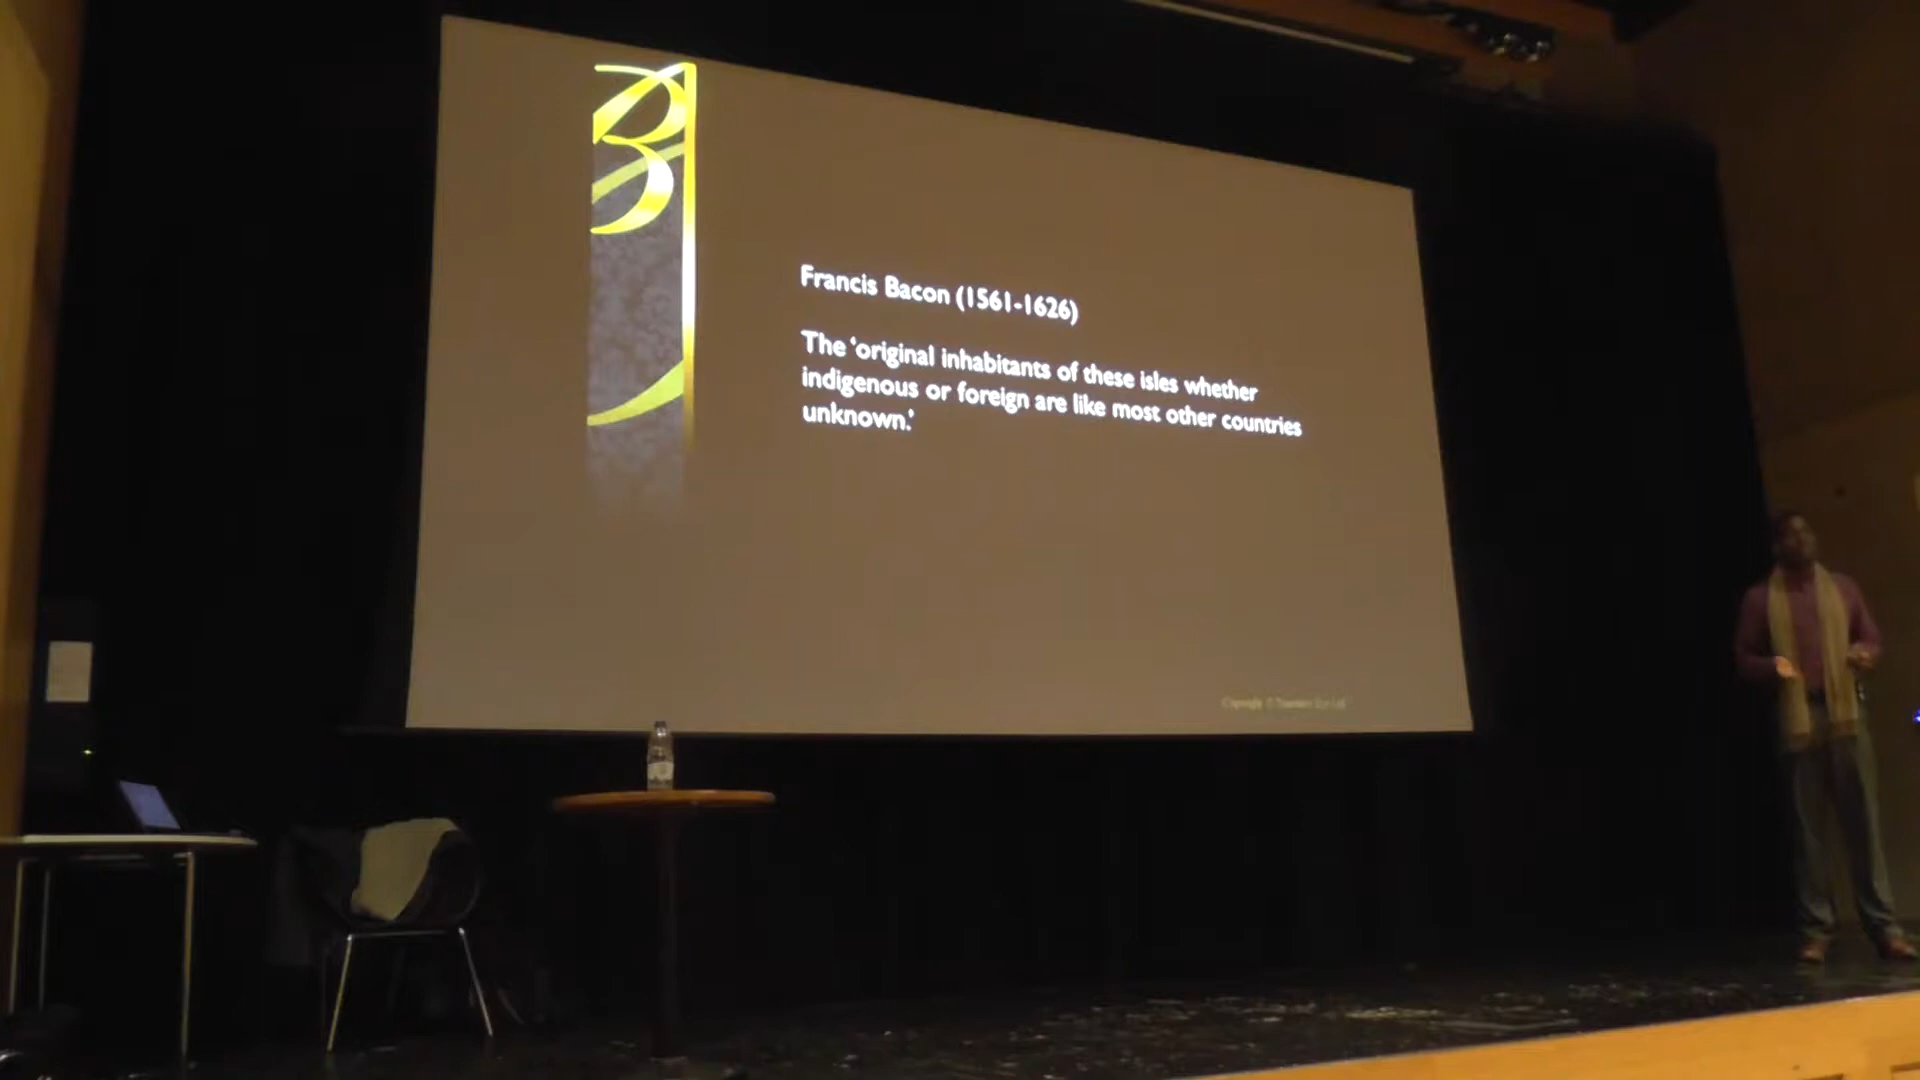 Francis Bacon (1561-1626)
The ‘original inhabitants of these isles whether
indigenous or foreign are like most other countries
unknown.’
Copyright ©